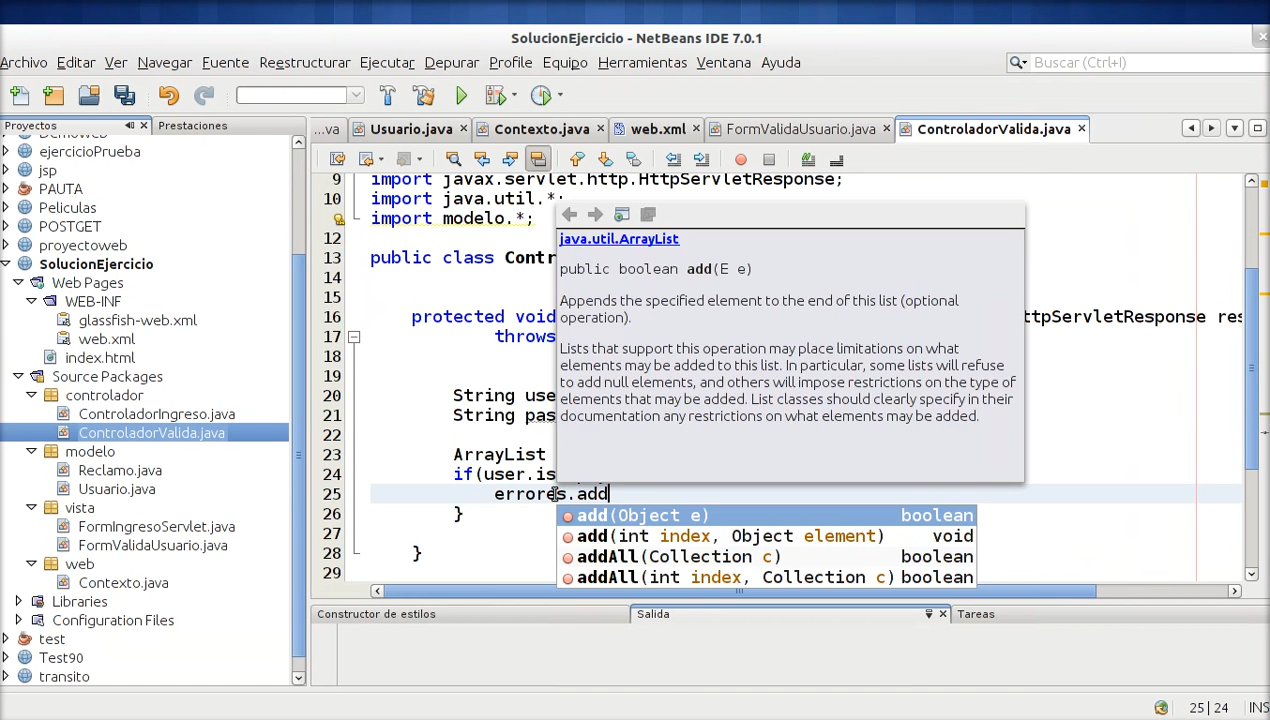 SolucionEjercicio - NetBeans IDE 7.0.1
Archivo Editar Ver Navegar Fuente Reestructurar Ejecutar Depurar Profile Equipo Herramientas Ventana Ayuda
Buscar (Ctrl+I)
Proyectos
Prestaciones
DemoWeb
ejercicioPrueba
jsp
PAUTA
Peliculas
POSTGET
proyectoweb
SolucionEjercicio
Web Pages
WEB-INF
glassfish-web.xml
web.xml
index.html
Source Packages
controlador
ControladorIngreso.java
ControladorValida.java
modelo
Reclamo.java
Usuario.java
vista
FormIngresoServlet.java
FormValidaUsuario.java
web
Contexto.java
Libraries
Configuration Files
test
Test90
transito
...va Usuario.java Contexto.java web.xml FormValidaUsuario.java ControladorValida.java
9 import javax.servlet.http.HttpServletResponse;
10 import java.util.*;
import modelo.*;
12
13 public class Contr
14
15
16 protected void ttpServletResponse res
17 throws
20 String use
21 String pas
22
23 ArrayList
24 if(user.is
25 errores.add
26 }
27
28 }
29
java.util.ArrayList
public boolean add(E e)
Appends the specified element to the end of this list (optional
operation).
Lists that support this operation may place limitations on what
elements may be added to this list. In particular, some lists will refuse
to add null elements, and others will impose restrictions on the type of
elements that may be added. List classes should clearly specify in their
documentation any restrictions on what elements may be added.
add(Object e) boolean
add(int index, Object element) void
addAll(Collection c) boolean
addAll(int index, Collection c) boolean
Constructor de estilos
Salida
Tareas
25 | 24 INS